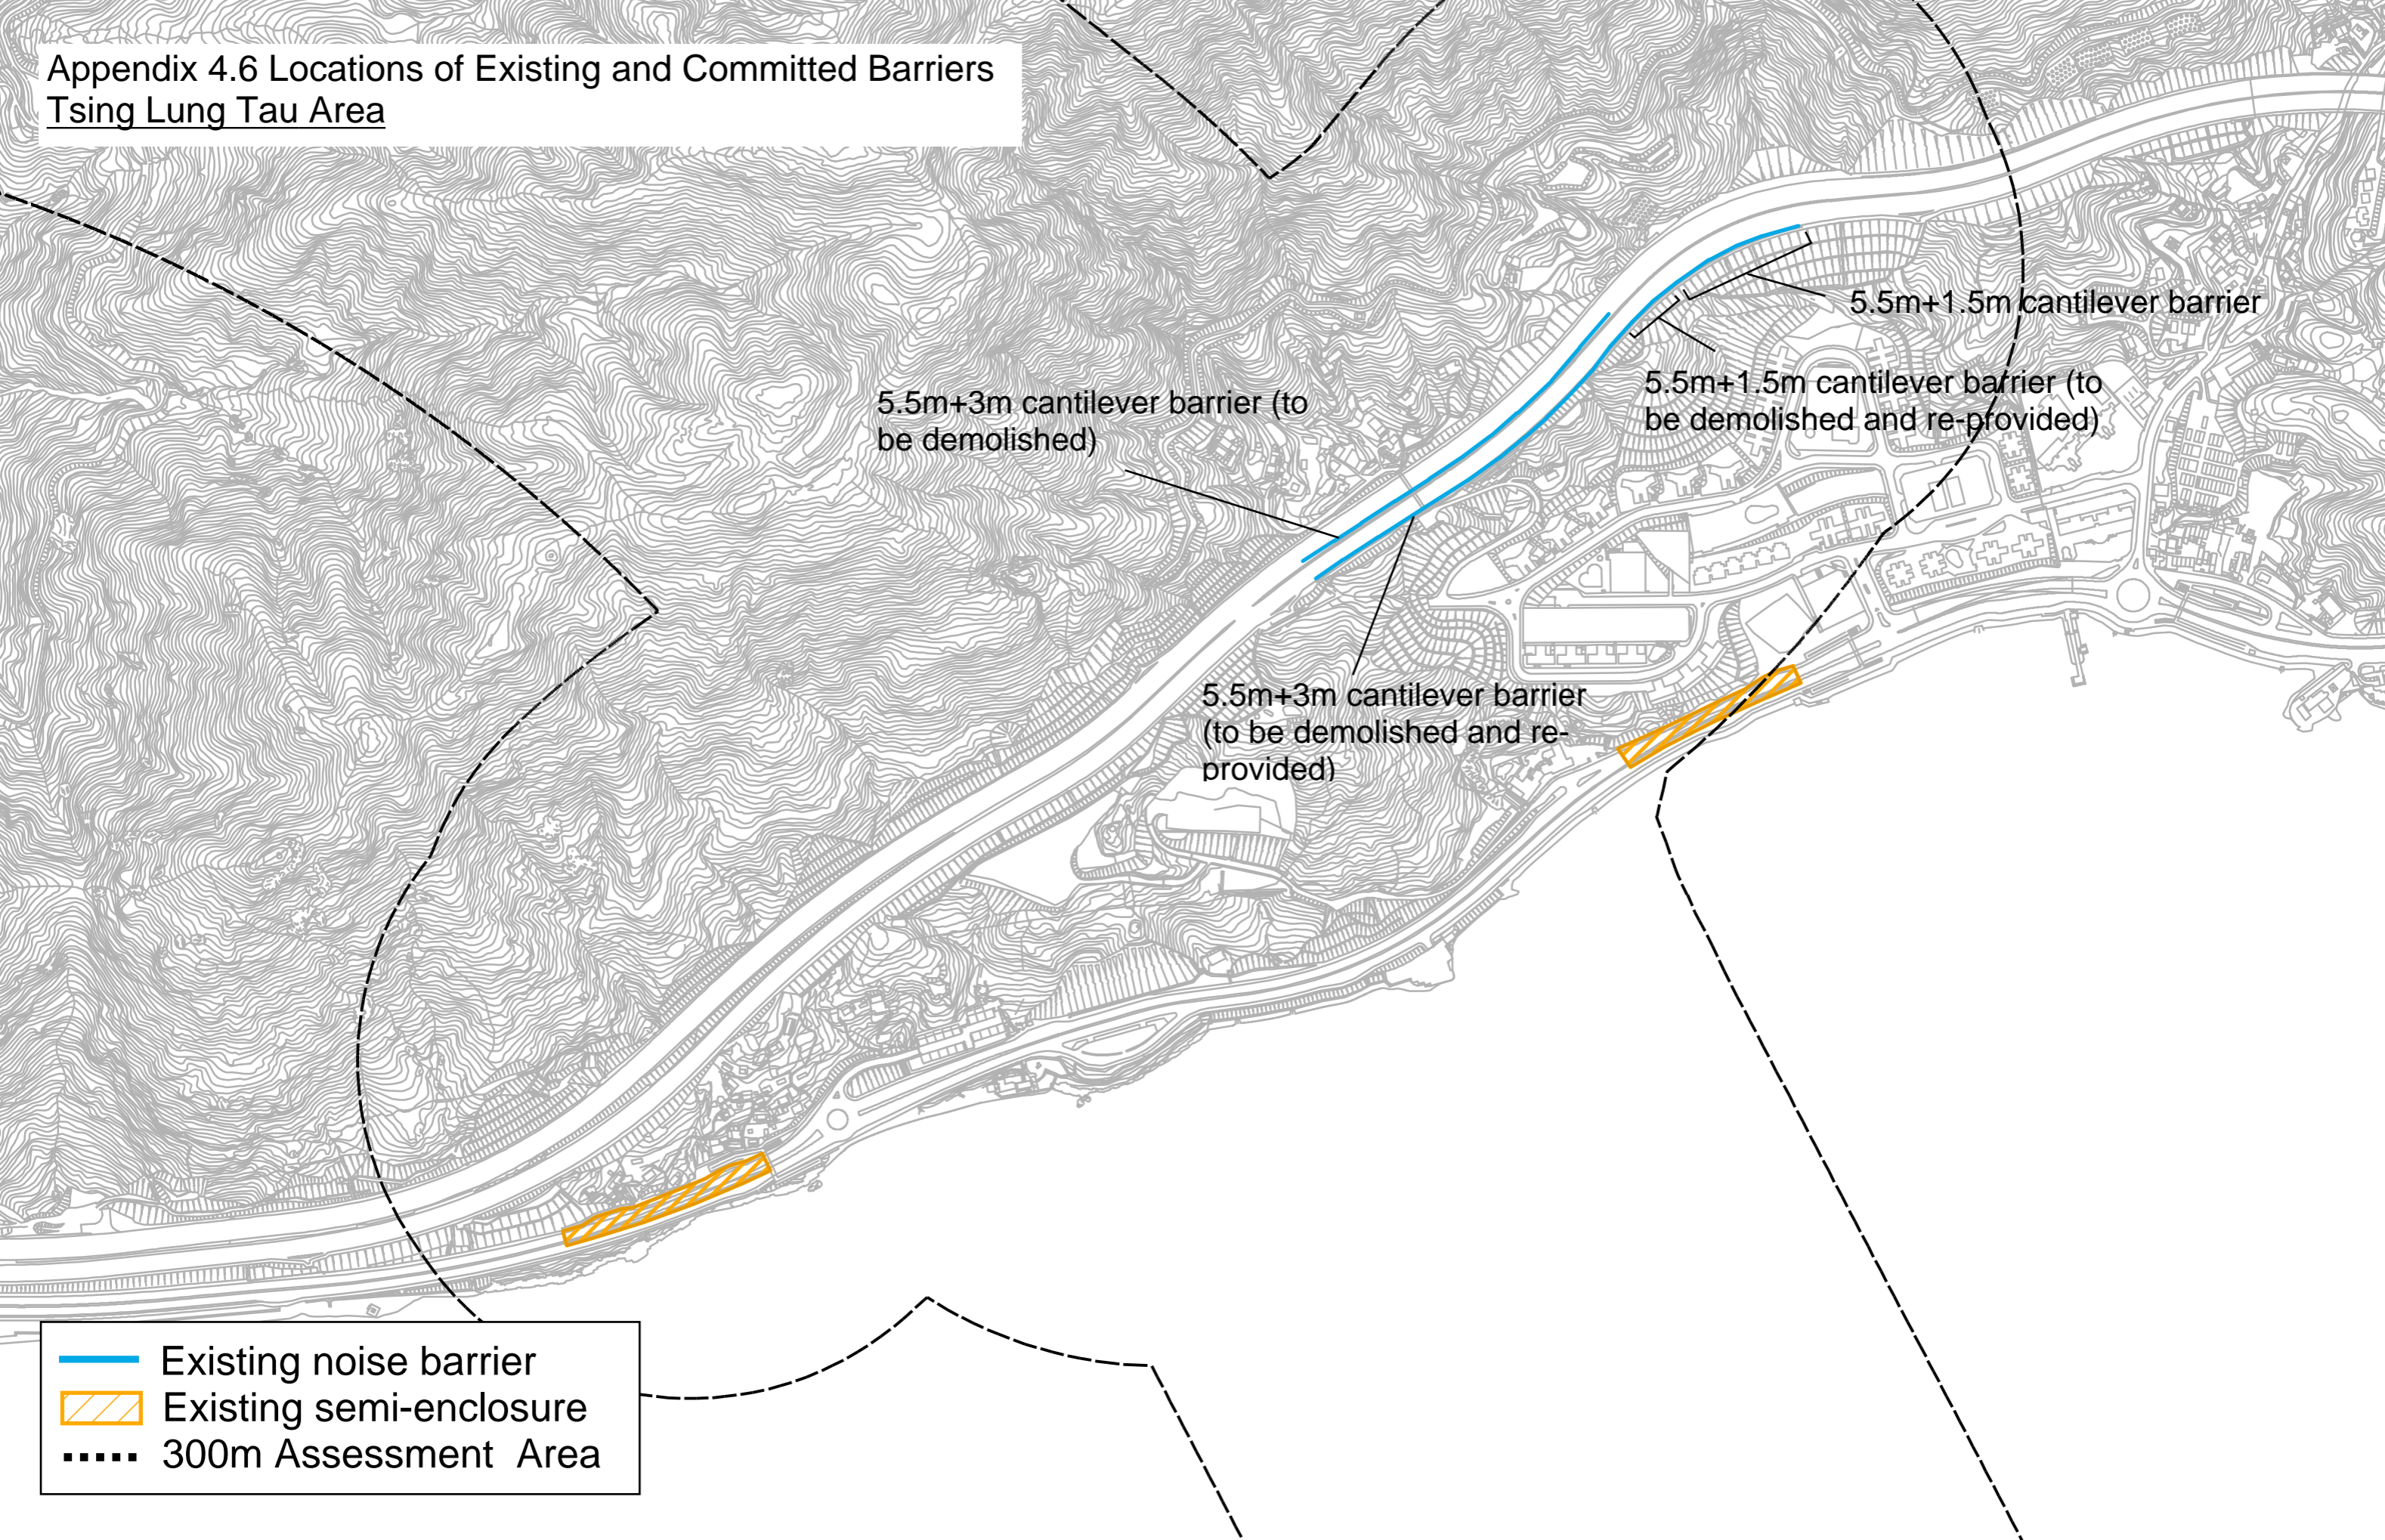 Appendix 4.6 Locations of Existing and Committed Barriers
Tsing Lung Tau Area
5.5m+1.5m cantilever barrier
5.5m+1.5m cantilever barrier (to
be demolished and re-provided)
5.5m+3m cantilever barrier (to
be demolished)
5.5m+3m cantilever barrier
(to be demolished and re-
provided)
Existing noise barrier
Existing semi-enclosure
300m Assessment Area